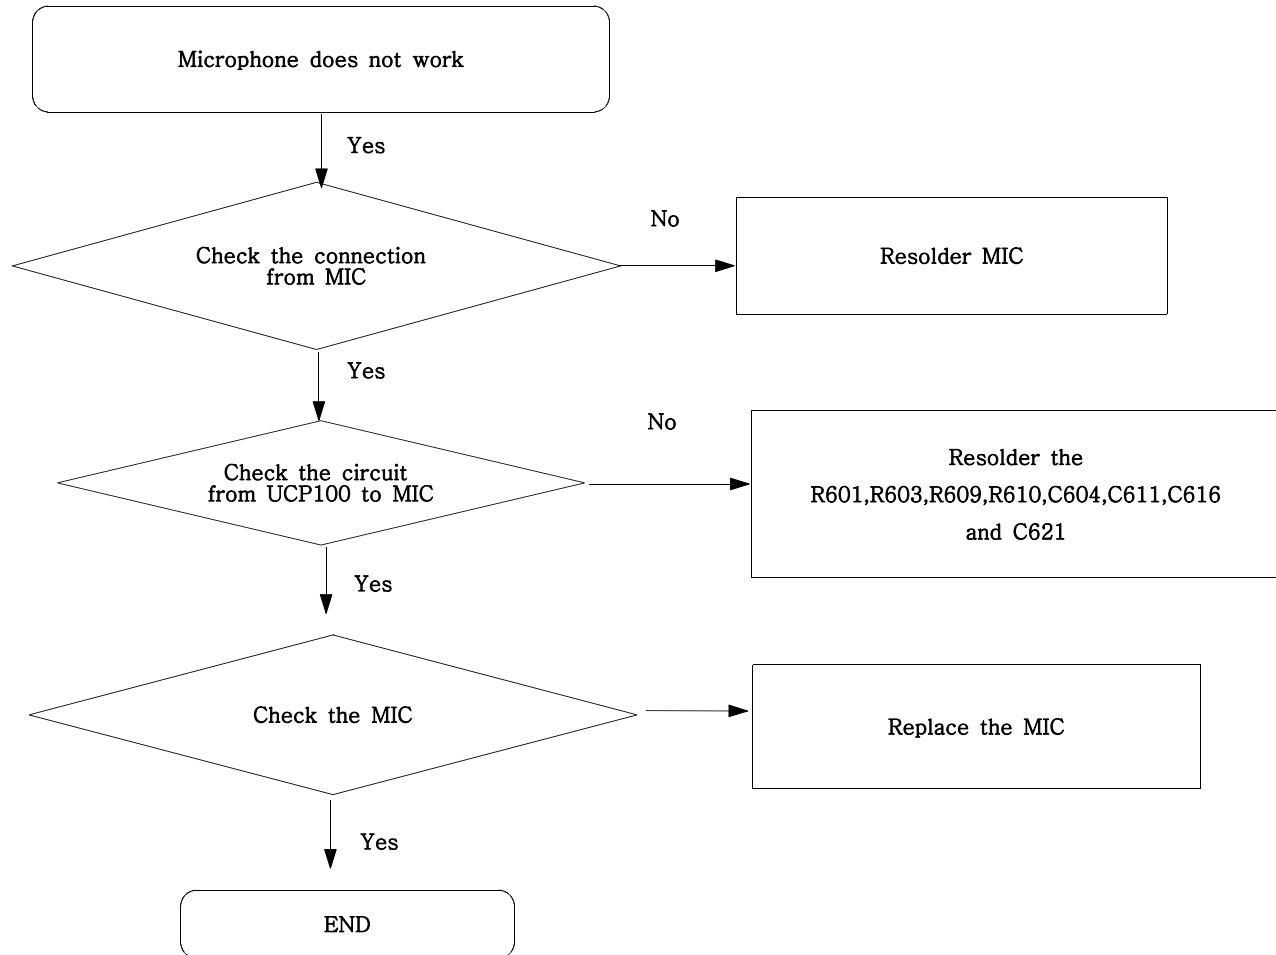 Microphone does not work
Yes
Check the connection
from MIC
No
Resolder MIC
Yes
Check the circuit
from UCP100 to MIC
No
Resolder the
R601,R603,R609,R610,C604,C611,C616
and C621
Yes
Check the MIC
Replace the MIC
Yes
END